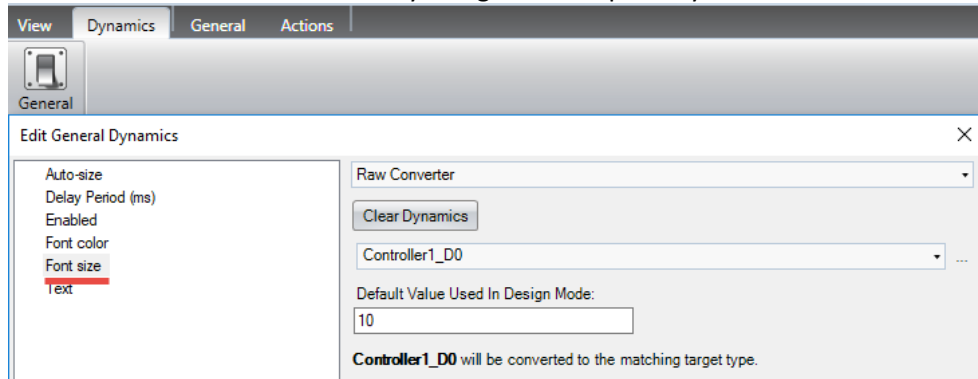 View Dynamics General Actions
General
Edit General Dynamics
Auto-size
Delay Period (ms)
Enabled
Font color
Font size
Text
Raw Converter
Clear Dynamics
Controller1_D0 ...
Default Value Used In Design Mode:
10
Controller1_D0 will be converted to the matching target type.